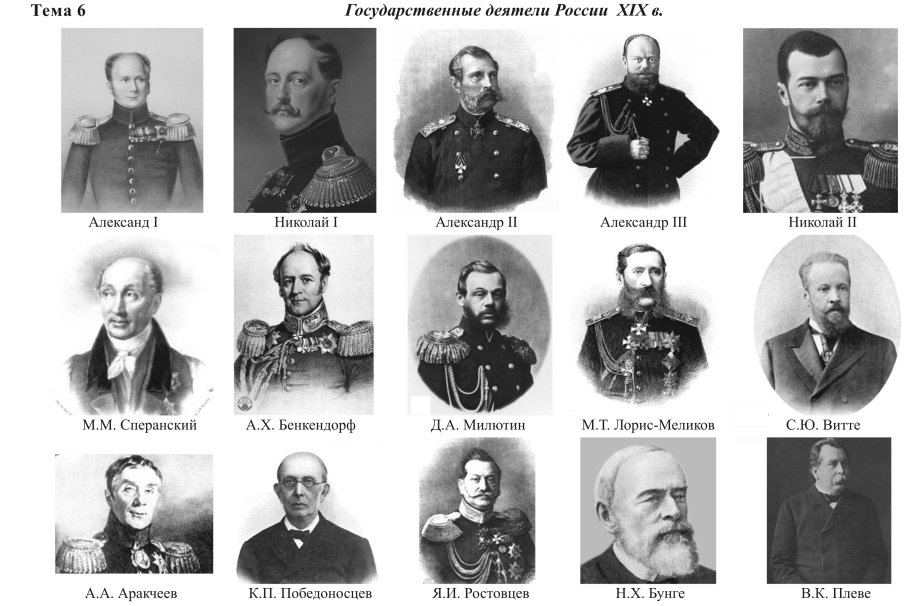 Тема 6 Государственные деятели России XIX в.
Александ I Николай I Александр II Александр III Николай II
М.М. Сперанский А.Х. Бенкендорф Д.А. Милютин М.Т. Лорис-Меликов С.Ю. Витте
А.А. Аракчеев К.П. Победоносцев Я.И. Ростовцев Н.Х. Бунге В.К. Плеве